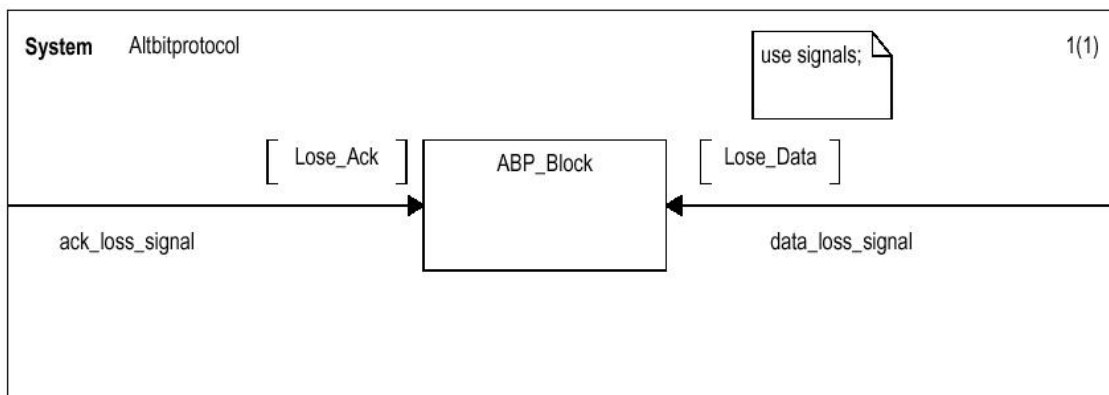 System Altbitprotocol
use signals;
1(1)
[ Lose_Ack ]
ABP_Block
[ Lose_Data ]
ack_loss_signal
data_loss_signal